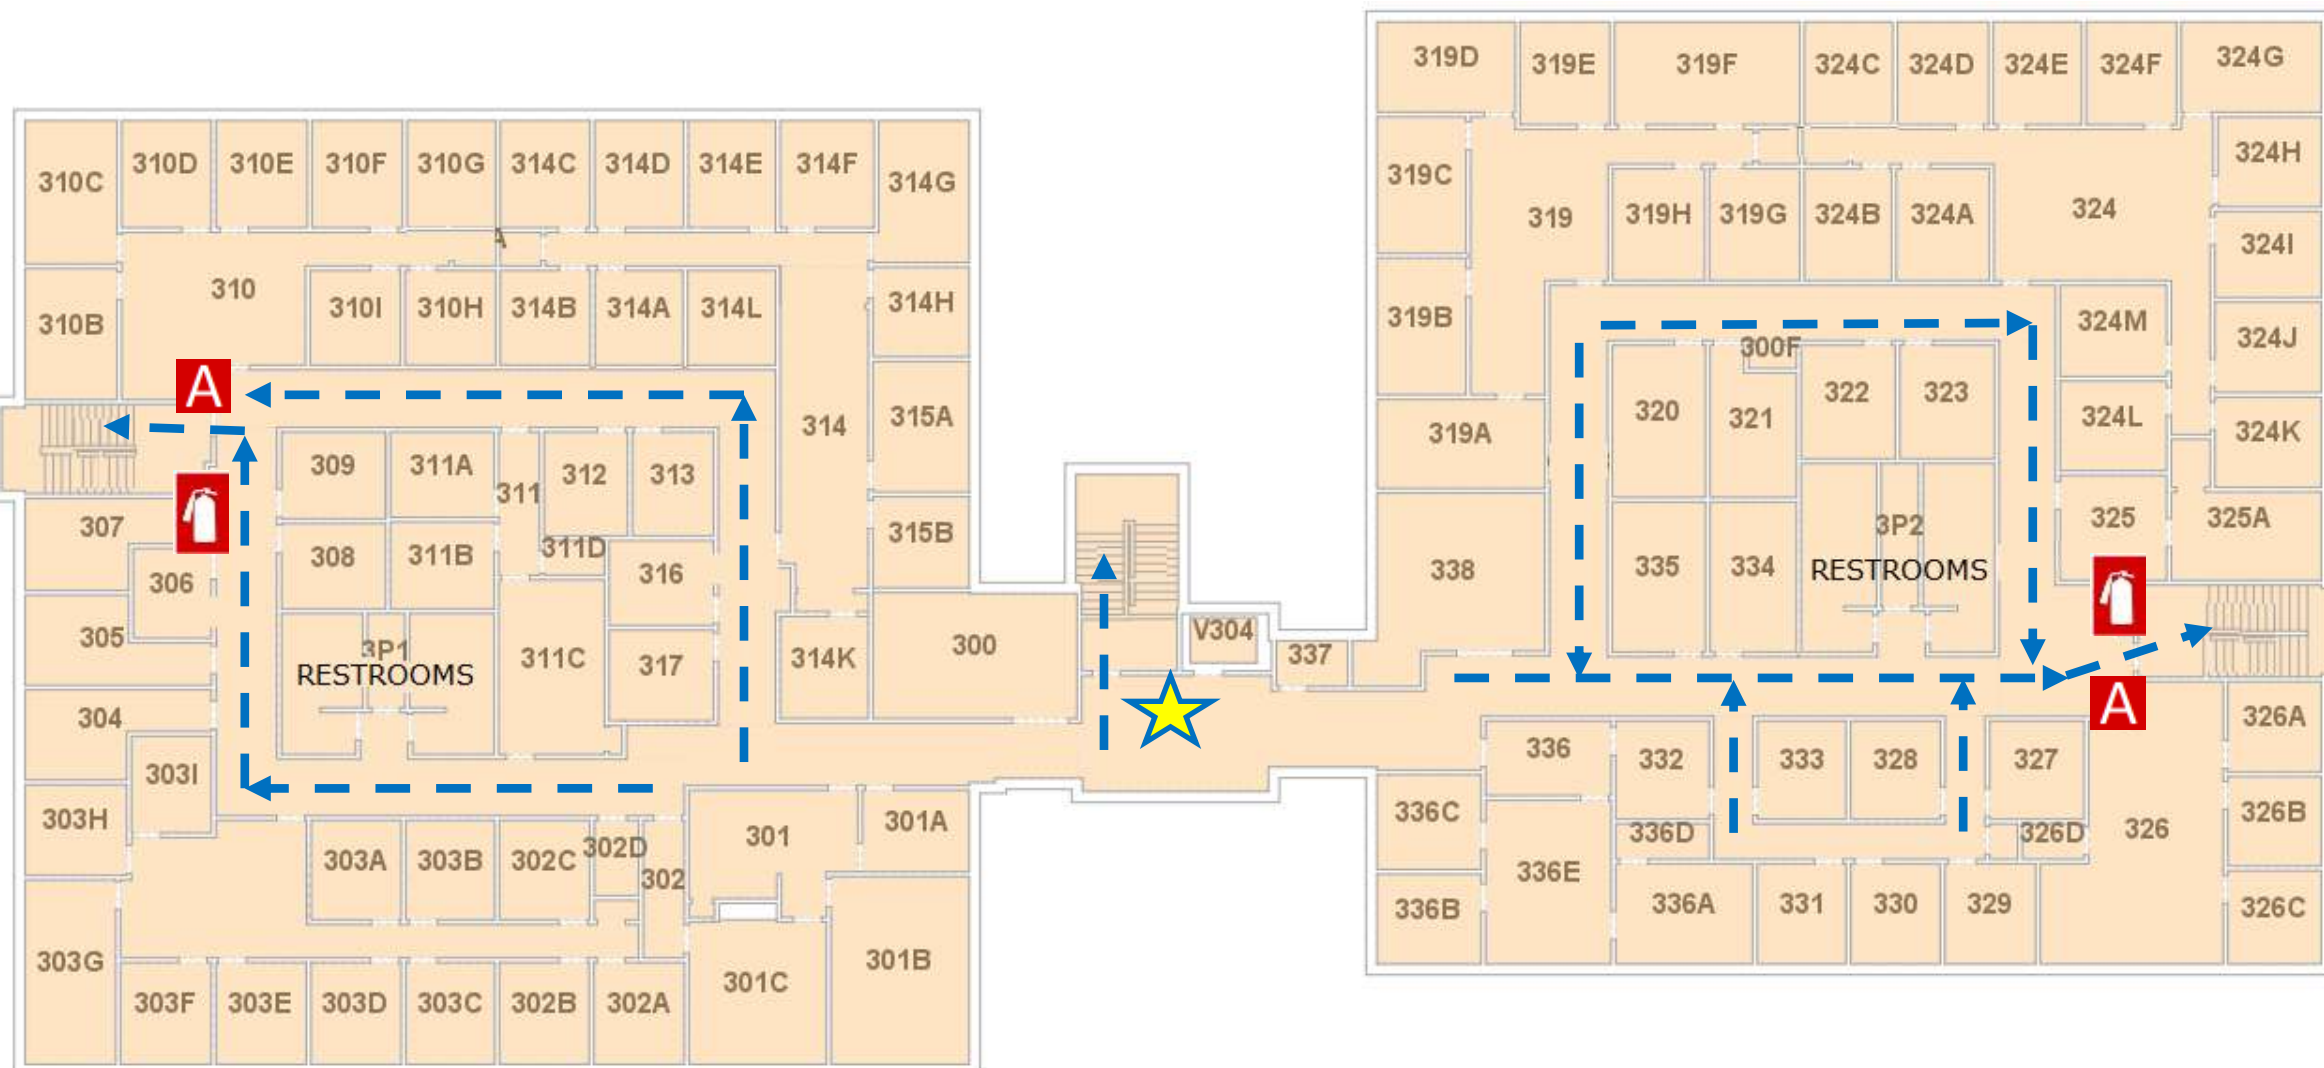 319D 319E 319F 324C 324D 324E 324F 324G
310C 310D 310E 310F 310G 314C 314D 314E 314F 314G
319C 319 319H 319G 324B 324A 324 324H
324I
A
310 310I 310H 314B 314A 314L 314H
310B
319B 300F 324M 324J
A
309 311A 311 312 313 314 315A
319A 320 321 322 323 324L 324K
307 308 311B 311D 316 315B
306
338 335 334 3P2 325 325A
RESTROOMS
305 3P1 311C 317 314K 300 V304 337
RESTROOMS
304
A
303I
336 332 333 328 327 326A
303H 303A 303B 302C 302D 302 301 301A
336C 336D 326D 326 326B
336E
336B 336A 331 330 329 326C
303G 301C 301B
303F 303E 303D 303C 302B 302A